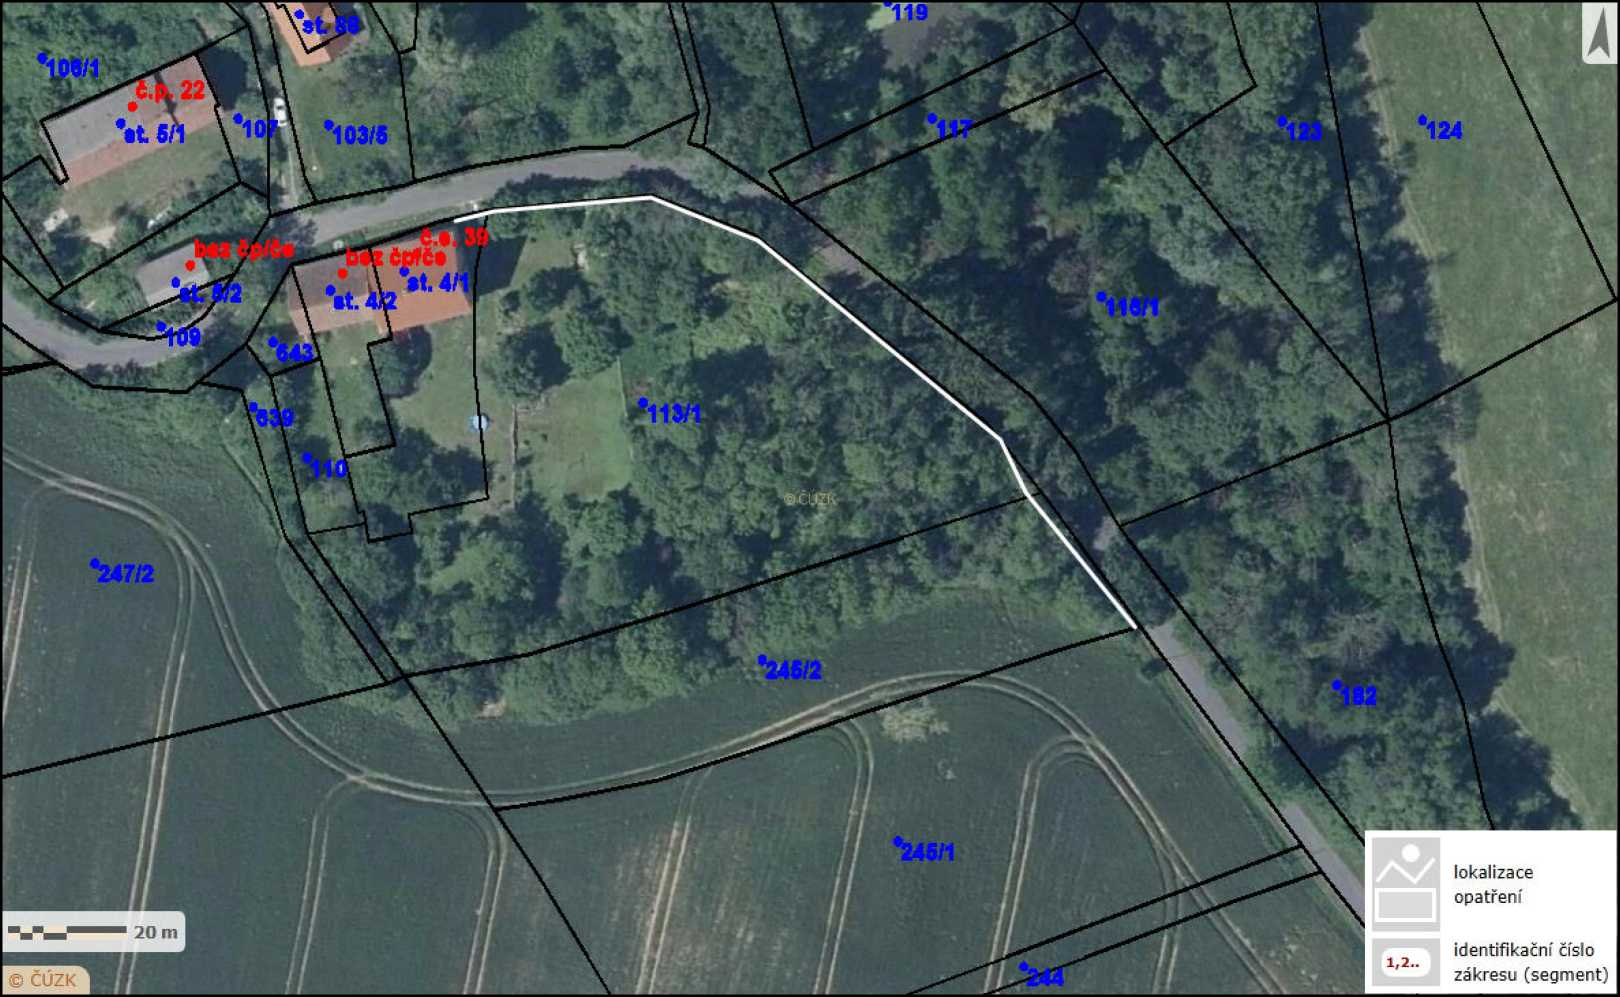 119
st. 88
106/1
č.p. 22
st. 5/1
107
103/5
117
123
124
bez čp/če
č.e. 39
bez čp/če
st. 5/2
st. 4/2
st. 4/1
116/1
109
643
639
113/1
110
© ČÚZK
247/2
245/2
182
245/1
244
lokalizace
opatření
1,2..
identifikační číslo
zákresu (segment)
20 m
© ČÚZK